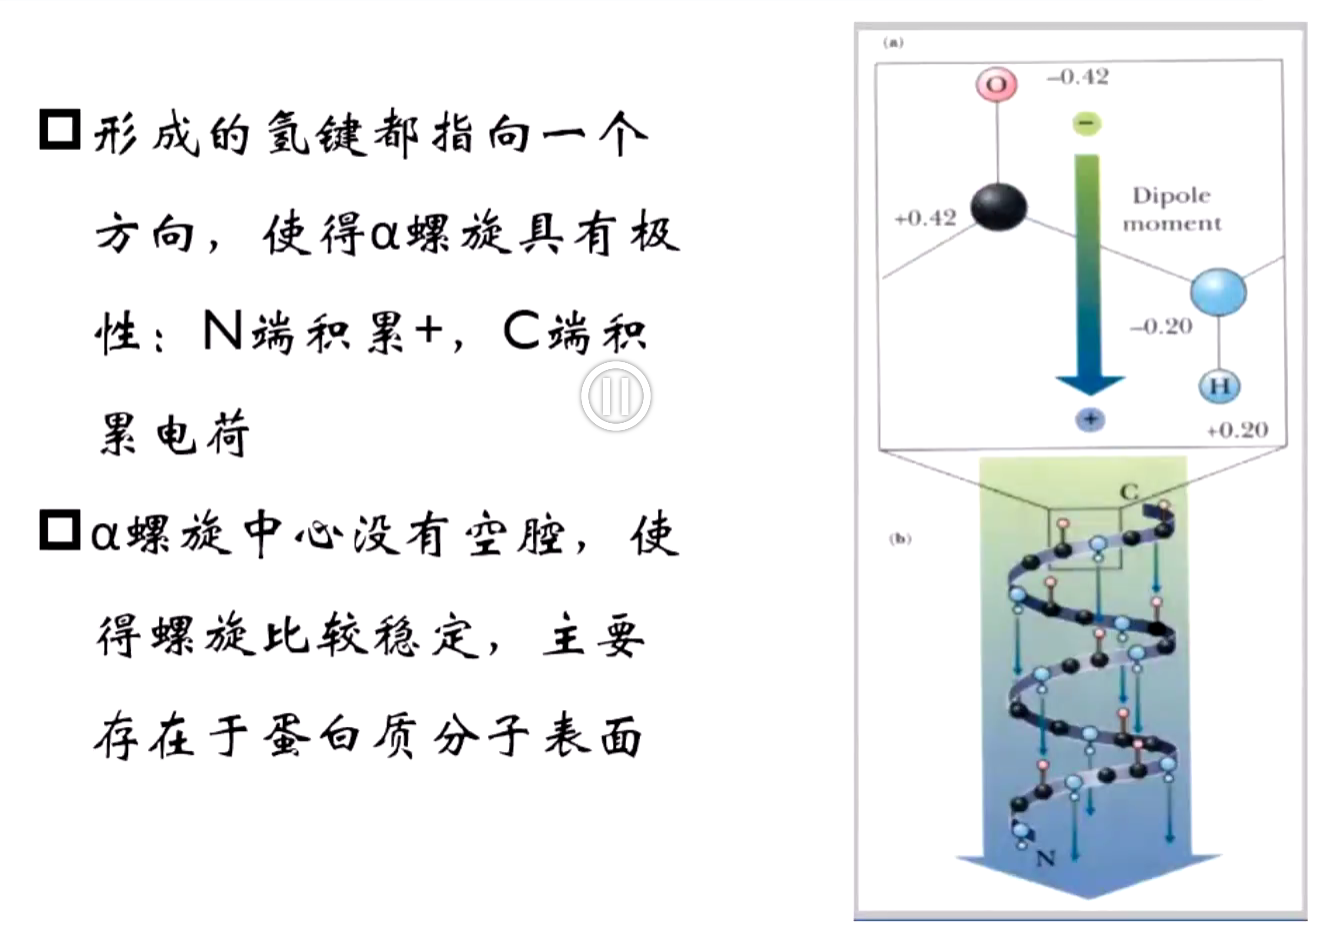 形成的氢键都指向一个
方向，使得α螺旋具有极
性：N端积累+，C端积
累电荷
α螺旋中心没有空腔，使
得螺旋比较稳定，主要
存在于蛋白质分子表面
(a)
O
−0.42
−
Dipole
moment
+0.42
−0.20
H
+
+0.20
C
(b)
N